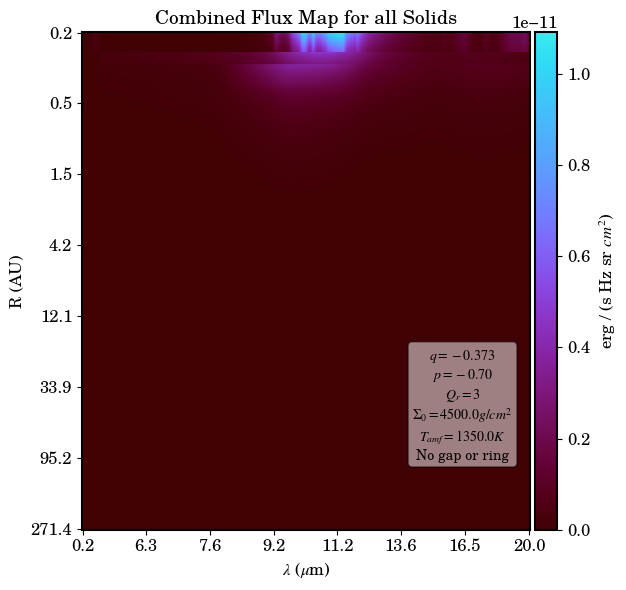 Combined Flux Map for all Solids
1e−11
0.2
0.5
1.5
4.2
12.1
33.9
95.2
271.4
R (AU)
0.2 6.3 7.6 9.2 11.2 13.6 16.5 20.0
λ (μm)
q = −0.373
p = −0.70
Q_r = 3
Σ_0 = 4500.0g/cm^2
T_amf = 1350.0K
No gap or ring
1.0
0.8
0.6
0.4
0.2
0.0
erg / (s Hz sr cm^2)